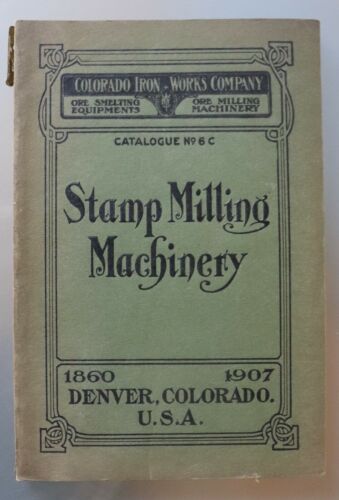 COLORADO IRON WORKS COMPANY
ORE SMELTING ORE MILLING
EQUIPMENTS MACHINERY
CATALOGUE Nº 6 C
Stamp Milling
Machinery
1860 1907
DENVER, COLORADO.
U.S.A.